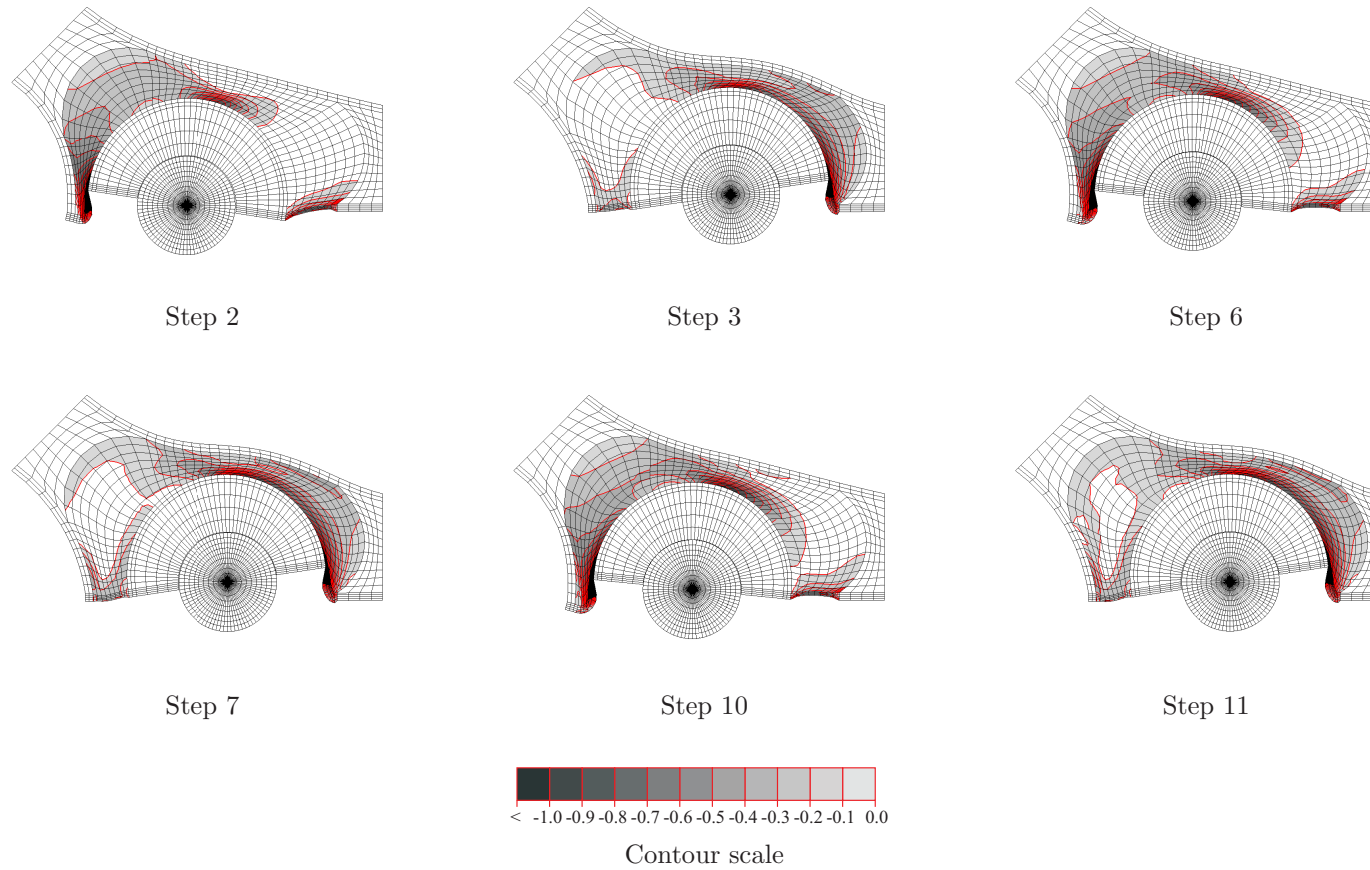 Step 2
Step 3
Step 6
Step 7
Step 10
Step 11
< -1.0 -0.9 -0.8 -0.7 -0.6 -0.5 -0.4 -0.3 -0.2 -0.1 0.0
Contour scale